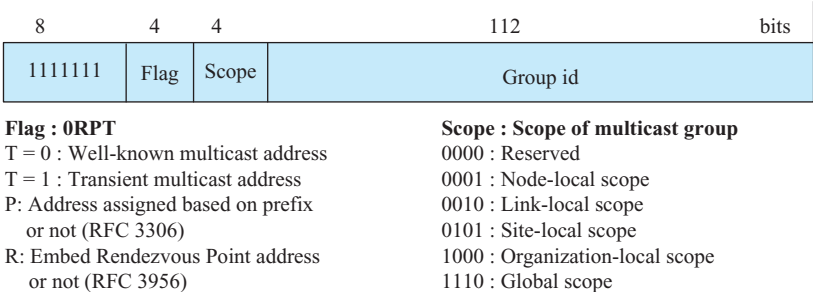 8 4 4 112 bits
1111111 Flag Scope Group id
Flag : 0RPT
T = 0 : Well-known multicast address
T = 1 : Transient multicast address
P: Address assigned based on prefix
or not (RFC 3306)
R: Embed Rendezvous Point address
or not (RFC 3956)
Scope : Scope of multicast group
0000 : Reserved
0001 : Node-local scope
0010 : Link-local scope
0101 : Site-local scope
1000 : Organization-local scope
1110 : Global scope